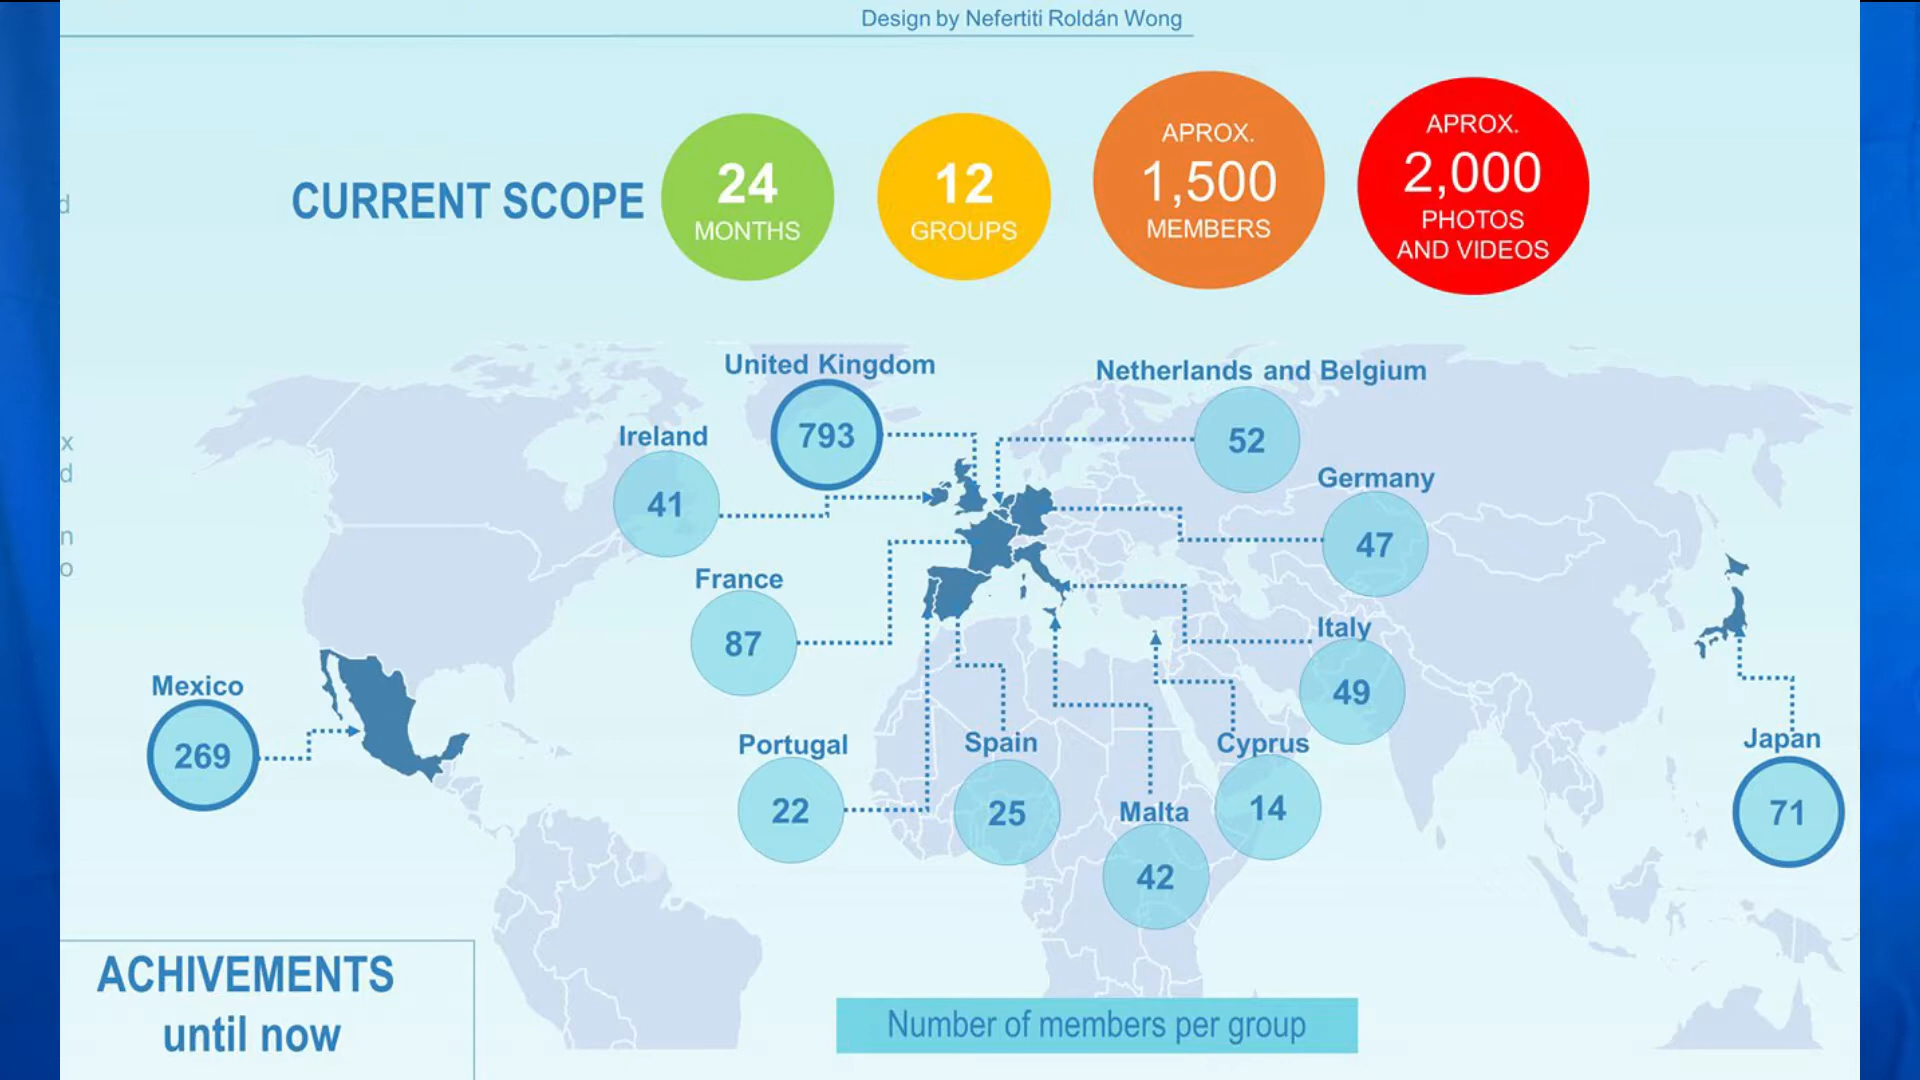 Design by Nefertiti Roldán Wong
CURRENT SCOPE
24
MONTHS
12
GROUPS
APROX.
1,500
MEMBERS
APROX.
2,000
PHOTOS
AND VIDEOS
d
x
d
n
o
United Kingdom
793
Netherlands and Belgium
52
Ireland
41
Germany
47
France
87
Italy
49
Mexico
269
Portugal
22
Spain
25
Malta
42
Cyprus
14
Japan
71
ACHIVEMENTS
until now
Number of members per group